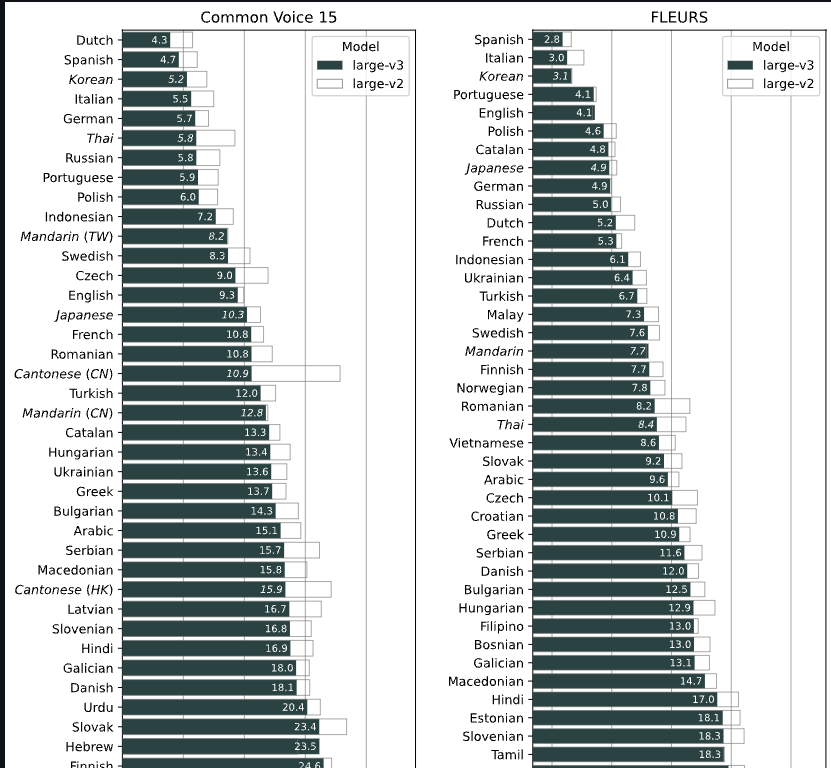 Common Voice 15
Model
large-v3
large-v2
Dutch 4.3
Spanish 4.7
Korean 5.2
Italian 5.5
German 5.7
Thai 5.8
Russian 5.8
Portuguese 5.9
Polish 6.0
Indonesian 7.2
Mandarin (TW) 8.2
Swedish 8.3
Czech 9.0
English 9.3
Japanese 10.3
French 10.8
Romanian 10.8
Cantonese (CN) 10.9
Turkish 12.0
Mandarin (CN) 12.8
Catalan 13.3
Hungarian 13.4
Ukrainian 13.6
Greek 13.7
Bulgarian 14.3
Arabic 15.1
Serbian 15.7
Macedonian 15.8
Cantonese (HK) 15.9
Latvian 16.7
Slovenian 16.8
Hindi 16.9
Galician 18.0
Danish 18.1
Urdu 20.4
Slovak 23.4
Hebrew 23.5
Finnish 24.6
FLEURS
Model
large-v3
large-v2
Spanish 2.8
Italian 3.0
Korean 3.1
Portuguese 4.1
English 4.1
Polish 4.6
Catalan 4.8
Japanese 4.9
German 4.9
Russian 5.0
Dutch 5.2
French 5.3
Indonesian 6.1
Ukrainian 6.4
Turkish 6.7
Malay 7.3
Swedish 7.6
Mandarin 7.7
Finnish 7.7
Norwegian 7.8
Romanian 8.2
Thai 8.4
Vietnamese 8.6
Slovak 9.2
Arabic 9.6
Czech 10.1
Croatian 10.8
Greek 10.9
Serbian 11.6
Danish 12.0
Bulgarian 12.5
Hungarian 12.9
Filipino 13.0
Bosnian 13.0
Galician 13.1
Macedonian 14.7
Hindi 17.0
Estonian 18.1
Slovenian 18.3
Tamil 18.3